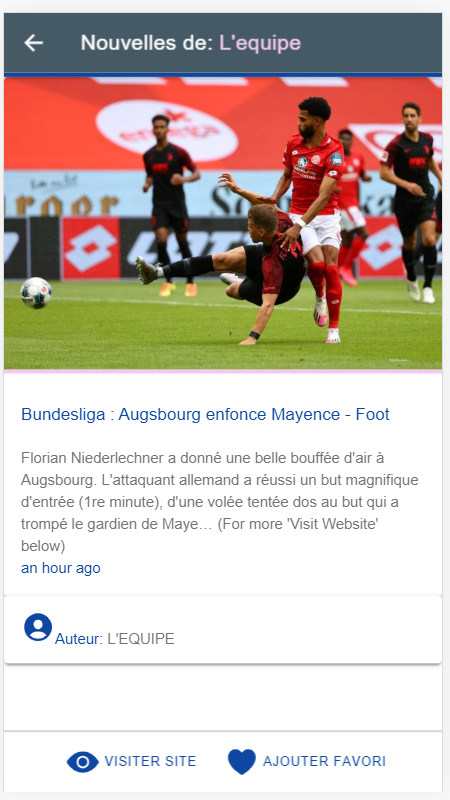 Nouvelles de: L'equipe
Bundesliga : Augsbourg enfonce Mayence - Foot
Florian Niederlechner a donné une belle bouffée d'air à
Augsbourg. L'attaquant allemand a réussi un but magnifique
d'entrée (1re minute), d'une volée tentée dos au but qui a
trompé le gardien de Maye… (For more 'Visit Website'
below)
an hour ago
Auteur: L'EQUIPE
VISITER SITE
AJOUTER FAVORI